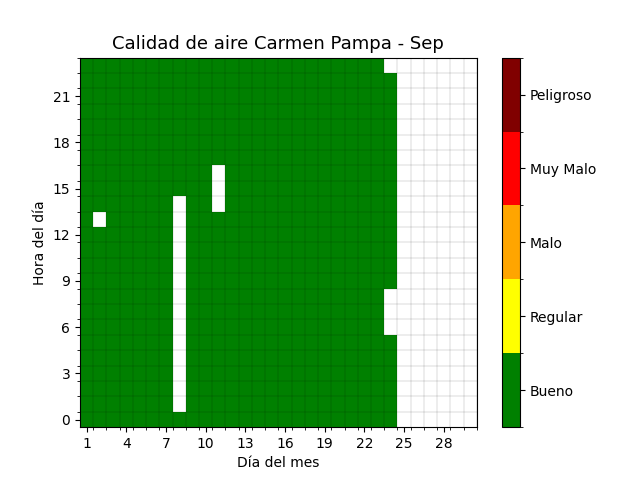 Calidad de aire Carmen Pampa - Sep
Hora del día
21
18
15
12
9
6
3
0
1 4 7 10 13 16 19 22 25 28
Día del mes
Peligroso
Muy Malo
Malo
Regular
Bueno